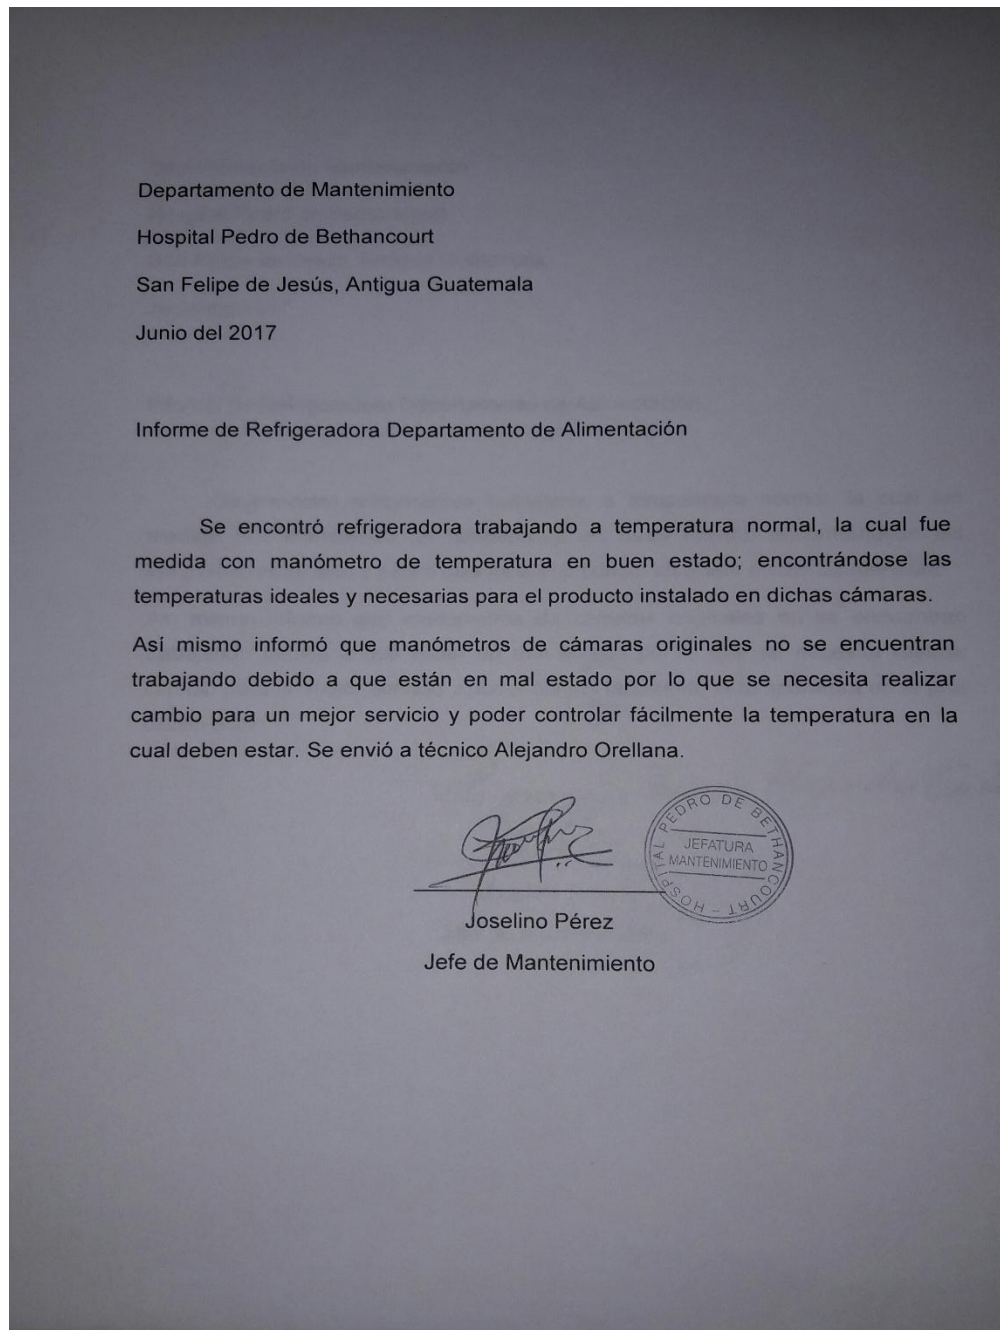 Departamento de Mantenimiento
Hospital Pedro de Bethancourt
San Felipe de Jesús, Antigua Guatemala
Junio del 2017
Informe de Refrigeradora Departamento de Alimentación
Se encontró refrigeradora trabajando a temperatura normal, la cual fue
medida con manómetro de temperatura en buen estado; encontrándose las
temperaturas ideales y necesarias para el producto instalado en dichas cámaras.
Así mismo informó que manómetros de cámaras originales no se encuentran
trabajando debido a que están en mal estado por lo que se necesita realizar
cambio para un mejor servicio y poder controlar fácilmente la temperatura en la
cual deben estar. Se envió a técnico Alejandro Orellana.
HOSPITAL PEDRO DE BETHANCOURT -
JEFATURA
MANTENIMIENTO
Joselino Pérez
Jefe de Mantenimiento